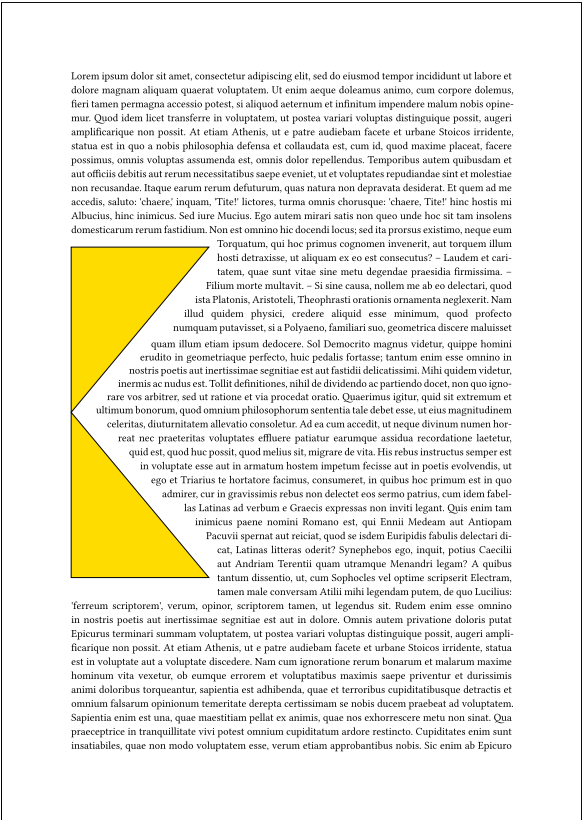 Lorem ipsum dolor sit amet, consectetur adipiscing elit, sed do eiusmod tempor incididunt ut labore et
dolore magnam aliquam quaerat voluptatem. Ut enim aeque doleamus animo, cum corpore dolemus,
fieri tamen permagna accessio potest, si aliquod aeternum et infinitum impendere malum nobis opine-
mur. Quod idem licet transferre in voluptatem, ut postea variari voluptas distinguique possit, augeri
amplificarique non possit. At etiam Athenis, ut e patre audiebam facete et urbane Stoicos irridente,
statua est in quo a nobis philosophia defensa et collaudata est, cum id, quod maxime placeat, facere
possimus, omnis voluptas assumenda est, omnis dolor repellendus. Temporibus autem quibusdam et
aut officiis debitis aut rerum necessitatibus saepe eveniet, ut et voluptates repudiandae sint et molestiae
non recusandae. Itaque earum rerum defuturum, quas natura non depravata desiderat. Et quem ad me
accedis, saluto: 'chaere,' inquam, 'Tite!' lictores, turma omnis chorusque: 'chaere, Tite!' hinc hostis mi
Albucius, hinc inimicus. Sed iure Mucius. Ego autem mirari satis non queo unde hoc sit tam insolens
domesticarum rerum fastidium. Non est omnino hic docendi locus; sed ita prorsus existimo, neque eum
Torquatum, qui hoc primus cognomen invenerit, aut torquem illum
hosti detraxisse, ut aliquam ex eo est consecutus? – Laudem et cari-
tatem, quae sunt vitae sine metu degendae praesidia firmissima. –
Filium morte multavit. – Si sine causa, nollem me ab eo delectari, quod
ista Platonis, Aristoteli, Theophrasti orationis ornamenta neglexerit. Nam
illud quidem physici, credere aliquid esse minimum, quod profecto
numquam putavisset, si a Polyaeno, familiari suo, geometrica discere maluisset
quam illum etiam ipsum dedocere. Sol Democrito magnus videtur, quippe homini
erudito in geometriaque perfecto, huic pedalis fortasse; tantum enim esse omnino in
nostris poetis aut inertissimae segnitiae est aut fastidii delicatissimi. Mihi quidem videtur,
inermis ac nudus est. Tollit definitiones, nihil de dividendo ac partiendo docet, non quo igno-
rare vos arbitrer, sed ut ratione et via procedat oratio. Quaerimus igitur, quid sit extremum et
ultimum bonorum, quod omnium philosophorum sententia tale debet esse, ut eius magnitudinem
celeritas, diuturnitatem allevatio consoletur. Ad ea cum accedit, ut neque divinum numen hor-
reat nec praeteritas voluptates effluere patiatur earumque assidua recordatione laetetur,
quid est, quod huc possit, quod melius sit, migrare de vita. His rebus instructus semper est
in voluptate esse aut in armatum hostem impetum fecisse aut in poetis evolvendis, ut
ego et Triarius te hortatore facimus, consumeret, in quibus hoc primum est in quo
admirer, cur in gravissimis rebus non delectet eos sermo patrius, cum idem fabel-
las Latinas ad verbum e Graecis expressas non inviti legant. Quis enim tam
inimicus paene nomini Romano est, qui Ennii Medeam aut Antiopam
Pacuvii spernat aut reiciat, quod se isdem Euripidis fabulis delectari di-
cat, Latinas litteras oderit? Synephebos ego, inquit, potius Caecilii
aut Andriam Terentii quam utramque Menandri legam? A quibus
tantum dissentio, ut, cum Sophocles vel optime scripserit Electram,
tamen male conversam Atilii mihi legendam putem, de quo Lucilius:
'ferreum scriptorem', verum, opinor, scriptorem tamen, ut legendus sit. Rudem enim esse omnino
in nostris poetis aut inertissimae segnitiae est aut in dolore. Omnis autem privatione doloris putat
Epicurus terminari summam voluptatem, ut postea variari voluptas distinguique possit, augeri ampli-
ficarique non possit. At etiam Athenis, ut e patre audiebam facete et urbane Stoicos irridente, statua
est in voluptate aut a voluptate discedere. Nam cum ignoratione rerum bonarum et malarum maxime
hominum vita vexetur, ob eumque errorem et voluptatibus maximis saepe priventur et durissimis
animi doloribus torqueantur, sapientia est adhibenda, quae et terroribus cupiditatibusque detractis et
omnium falsarum opinionum temeritate derepta certissimam se nobis ducem praebeat ad voluptatem.
Sapientia enim est una, quae maestitiam pellat ex animis, quae nos exhorrescere metu non sinat. Qua
praeceptrice in tranquillitate vivi potest omnium cupiditatum ardore restincto. Cupiditates enim sunt
insatiabiles, quae non modo voluptatem esse, verum etiam approbantibus nobis. Sic enim ab Epicuro